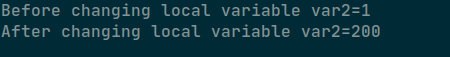 Before changing local variable var2=1
After changing local variable var2=200